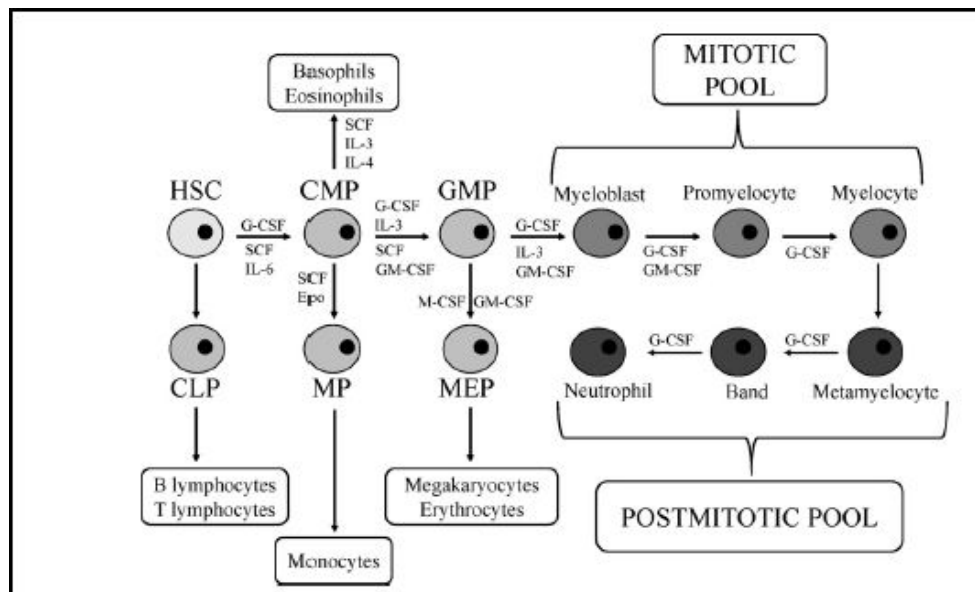 Basophils
Eosinophils
MITOTIC
POOL
SCF
IL-3
IL-4
HSC
CMP
GMP
Myeloblast
Promyelocyte
Myelocyte
G-CSF
SCF
IL-6
G-CSF
IL-3
SCF
GM-CSF
G-CSF
IL-3
GM-CSF
G-CSF
GM-CSF
G-CSF
SCF
Epo
M-CSF
GM-CSF
G-CSF
G-CSF
CLP
MP
MEP
Neutrophil
Band
Metamyelocyte
B lymphocytes
T lymphocytes
Megakaryocytes
Erythrocytes
POSTMITOTIC POOL
Monocytes